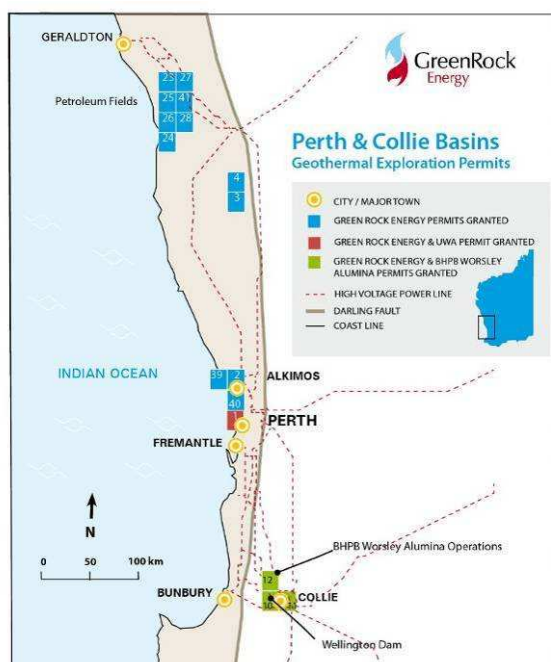 GERALDTON
GreenRock
Energy
23 27
Petroleum Fields
25 41
26 28
24
Perth & Collie Basins
Geothermal Exploration Permits
4
3
CITY / MAJOR TOWN
GREEN ROCK ENERGY PERMITS GRANTED
GREEN ROCK ENERGY & UWA PERMIT GRANTED
GREEN ROCK ENERGY & BHPB WORSLEY
ALUMINA PERMITS GRANTED
HIGH VOLTAGE POWER LINE
DARLING FAULT
COAST LINE
INDIAN OCEAN
39 2
ALKIMOS
40
1
PERTH
FREMANTLE
N
0 50 100 km
BHPB Worsley Alumina Operations
12
BUNBURY
10
COLLIE
Wellington Dam